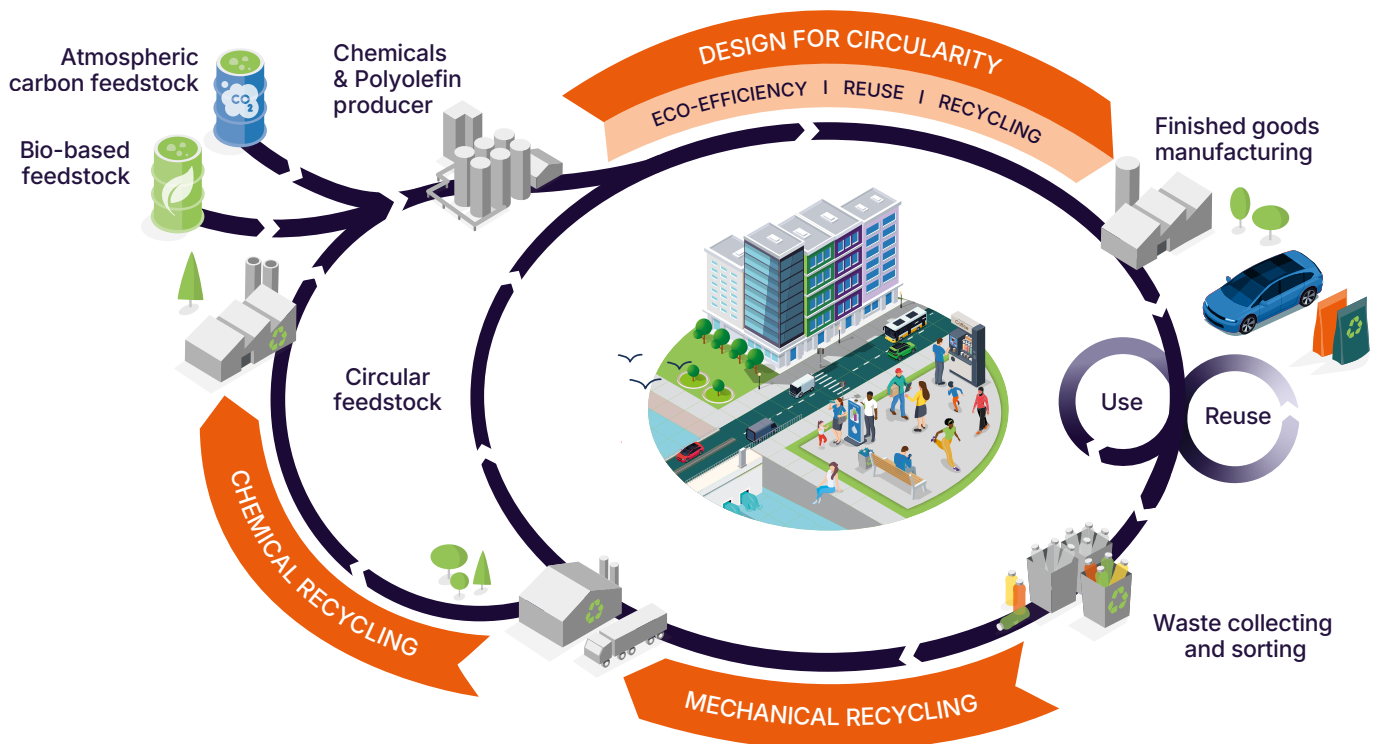 Atmospheric
carbon feedstock
CO2
Bio-based
feedstock
Chemicals
& Polyolefin
producer
DESIGN FOR CIRCULARITY
ECO-EFFICIENCY I REUSE I RECYCLING
Finished goods
manufacturing
Circular
feedstock
Use
Reuse
CHEMICAL RECYCLING
MECHANICAL RECYCLING
Waste collecting
and sorting